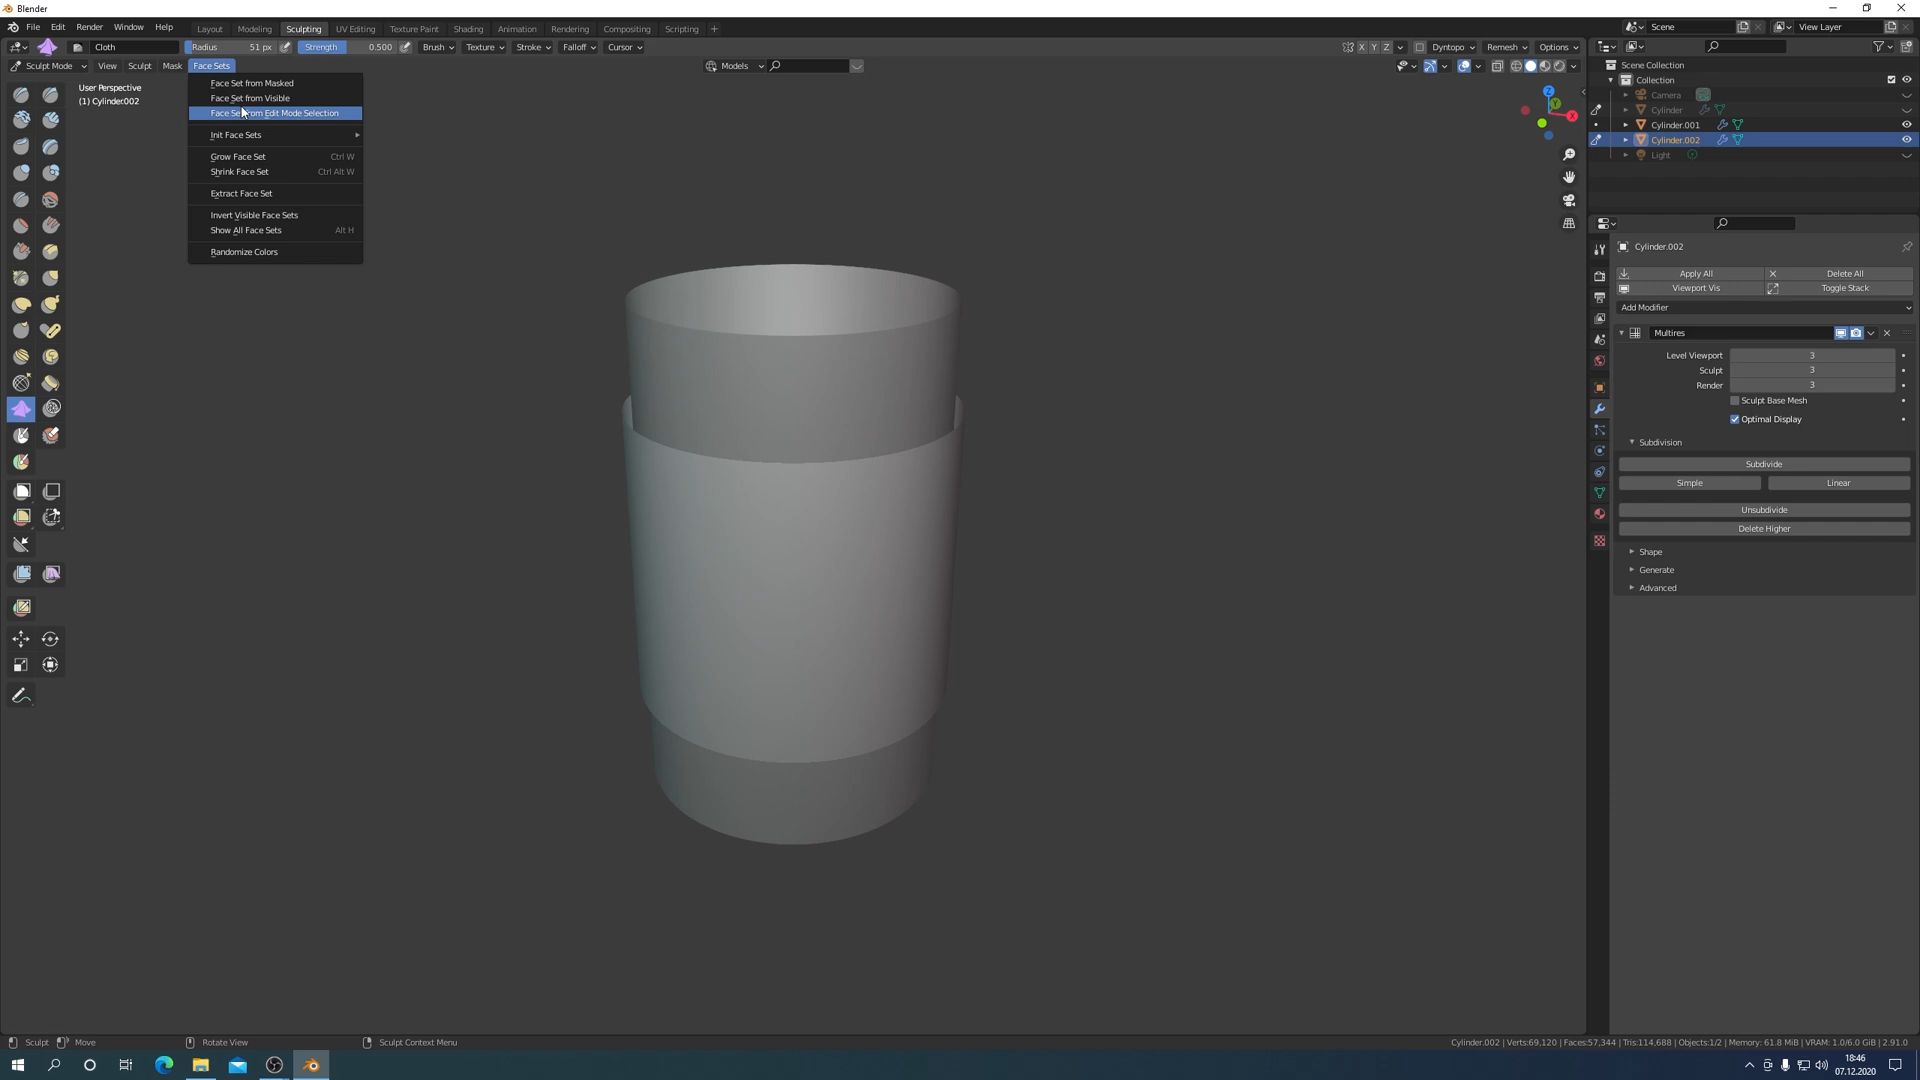 Blender
File Edit Render Window Help Layout Modeling Sculpting UV Editing Texture Paint Shading Animation Rendering Compositing Scripting + Scene View Layer
Cloth Radius 51 px Strength 0.500 Brush Texture Stroke Falloff Cursor X Y Z Dyntopo Remesh Options
Sculpt Mode View Sculpt Mask Face Sets Models
User Perspective
(1) Cylinder.002
Face Set from Masked
Face Set from Visible
Face Set from Edit Mode Selection
Init Face Sets
Grow Face Set Ctrl W
Shrink Face Set Ctrl Alt W
Extract Face Set
Invert Visible Face Sets
Show All Face Sets Alt H
Randomize Colors
Z
Y
X
Scene Collection
Collection
Camera
Cylinder
Cylinder.001
Cylinder.002
Light
Cylinder.002
Apply All Delete All
Viewport Vis Toggle Stack
Add Modifier
Multires
Level Viewport 3
Sculpt 3
Render 3
Sculpt Base Mesh
Optimal Display
Subdivision
Subdivide
Simple Linear
Unsubdivide
Delete Higher
Shape
Generate
Advanced
Sculpt Move Rotate View Sculpt Context Menu Cylinder.002 | Verts:69,120 | Faces:57,344 | Tris:114,688 | Objects:1/2 | Memory: 61.8 MiB | VRAM: 1.0/6.0 GiB | 2.91.0
18:46
07.12.2020